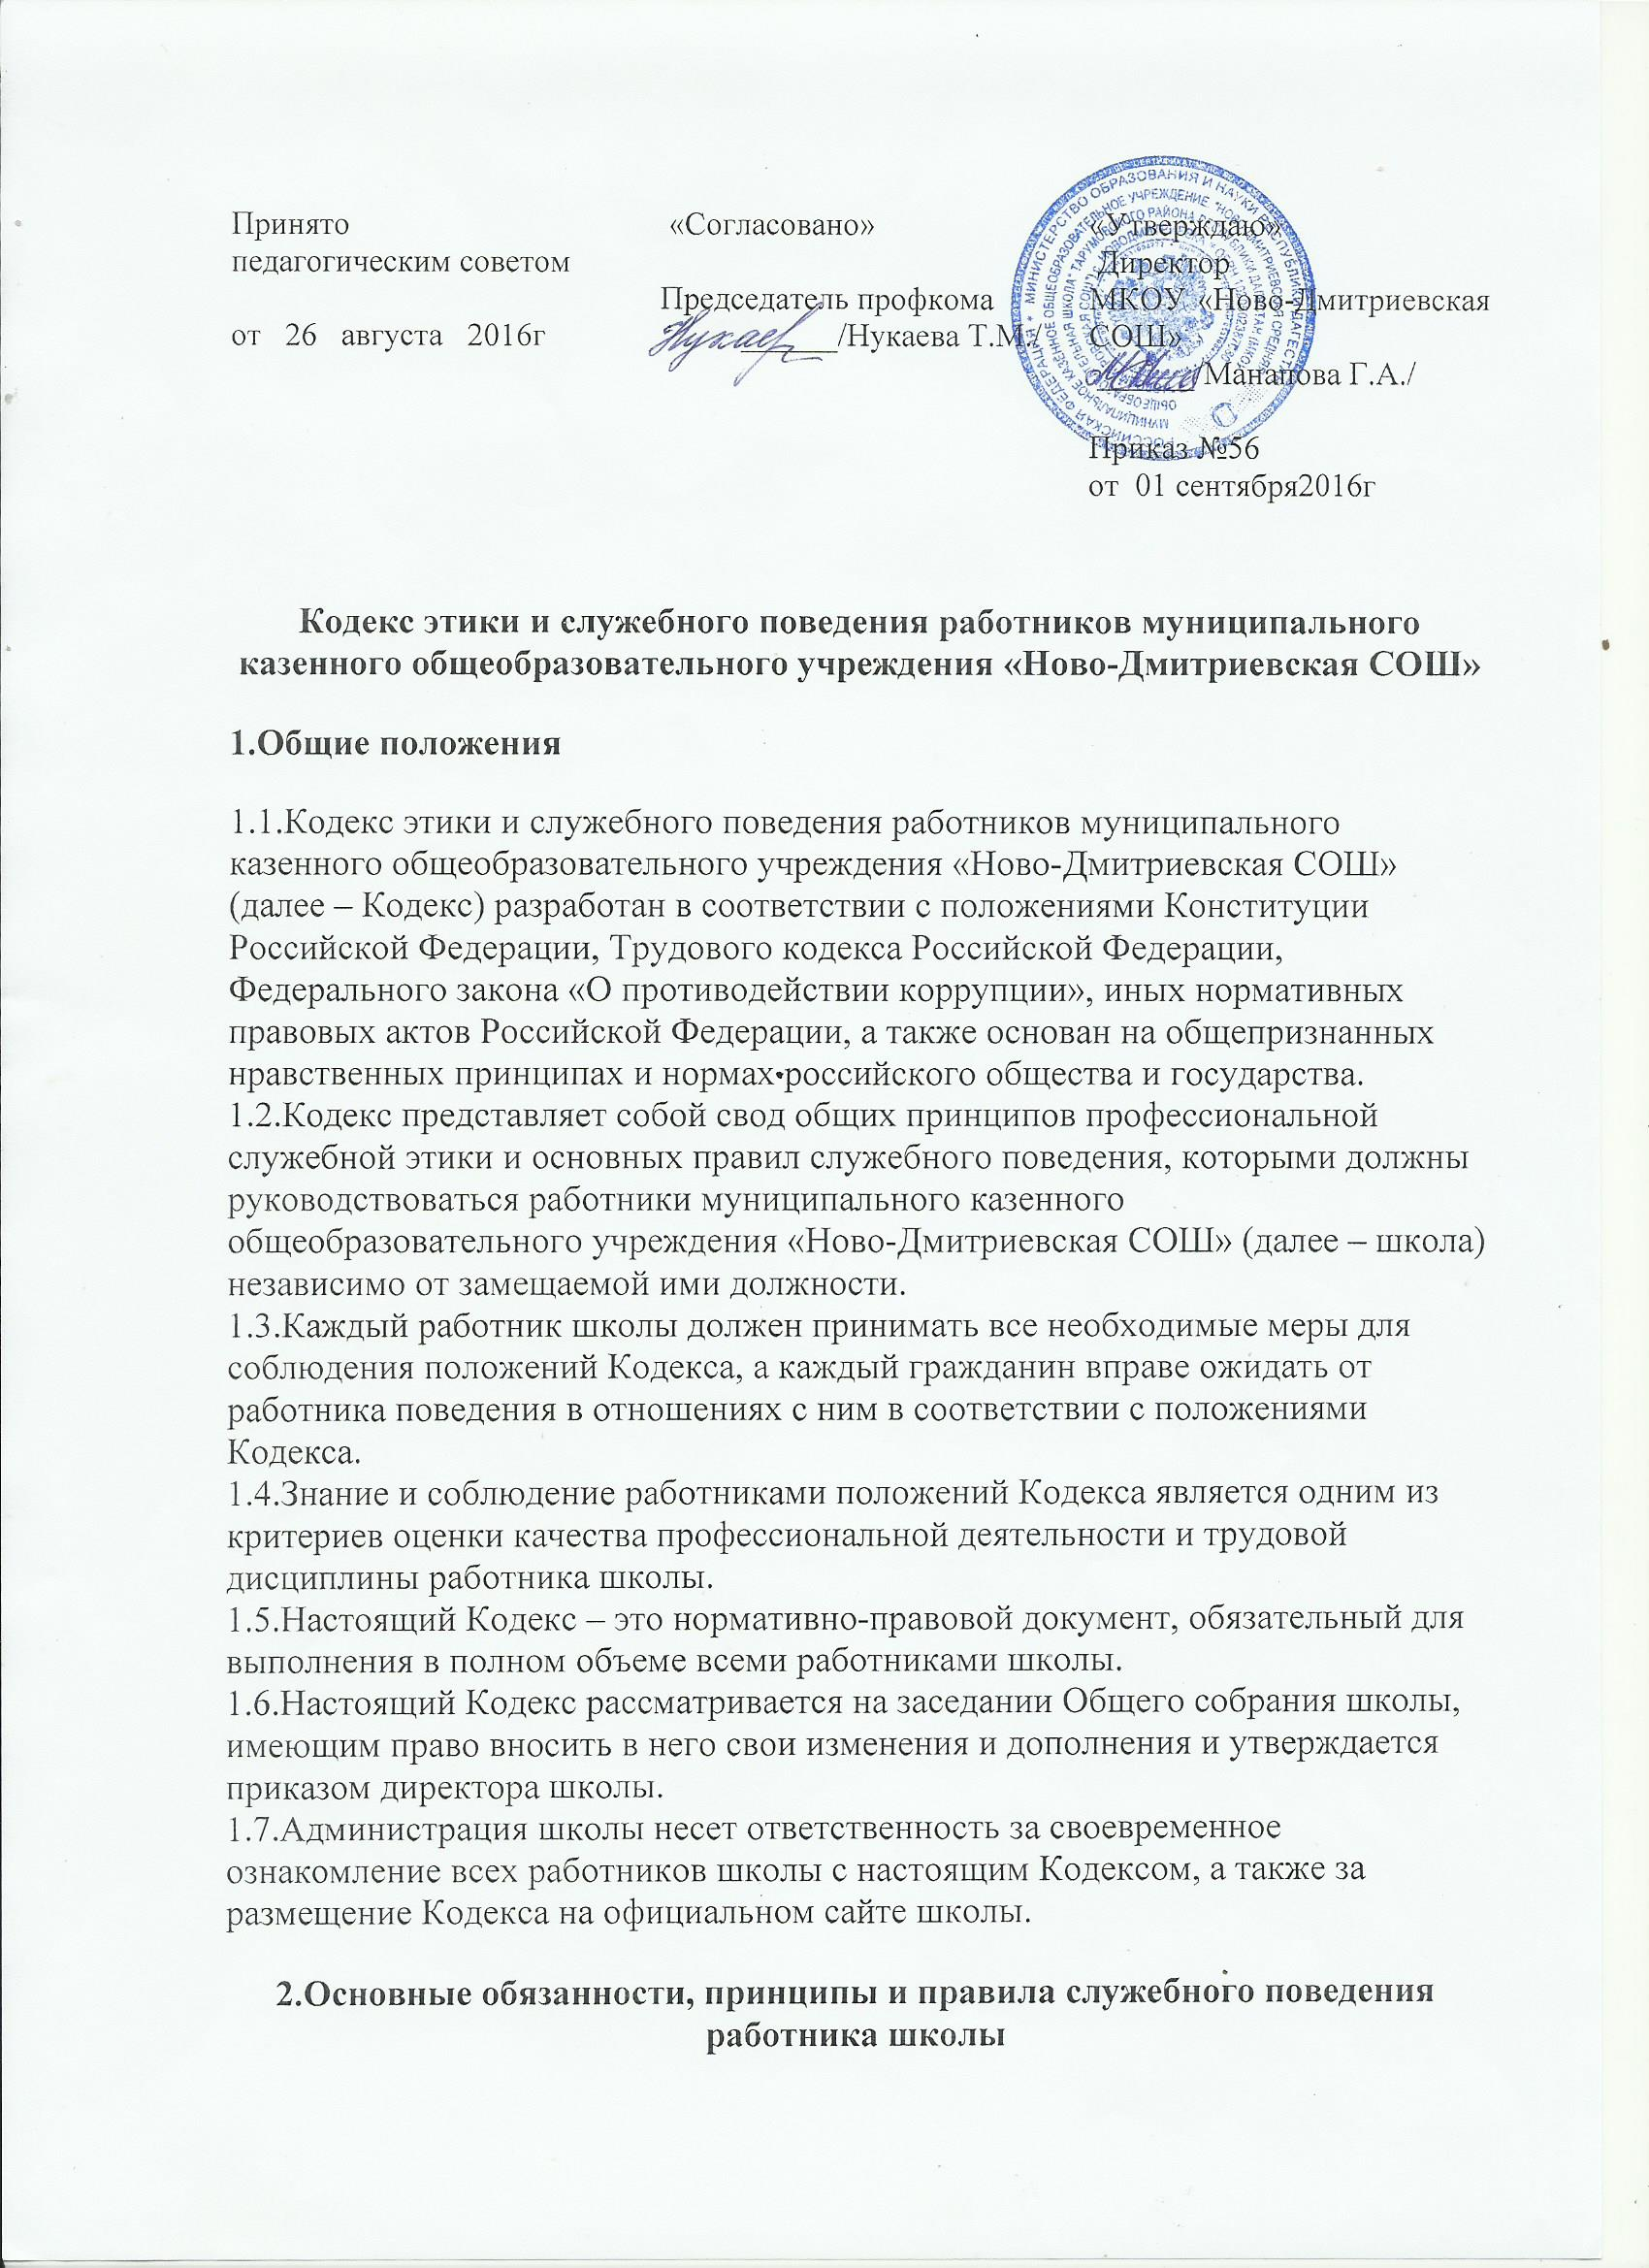 Принято
педагогическим советом
от 26 августа 2016г
«Согласовано»
Председатель профкома
/Нукаева Т.М./
«Утверждаю»
Директор
МКОУ «Ново-Дмитриевская
СОШ»
/Манапова Г.А./
Приказ №56
от 01 сентября2016г
Кодекс этики и служебного поведения работников муниципального
казенного общеобразовательного учреждения «Ново-Дмитриевская СОШ»
1.Общие положения
1.1.Кодекс этики и служебного поведения работников муниципального
казенного общеобразовательного учреждения «Ново-Дмитриевская СОШ»
(далее – Кодекс) разработан в соответствии с положениями Конституции
Российской Федерации, Трудового кодекса Российской Федерации,
Федерального закона «О противодействии коррупции», иных нормативных
правовых актов Российской Федерации, а также основан на общепризнанных
нравственных принципах и нормах российского общества и государства.
1.2.Кодекс представляет собой свод общих принципов профессиональной
служебной этики и основных правил служебного поведения, которыми должны
руководствоваться работники муниципального казенного
общеобразовательного учреждения «Ново-Дмитриевская СОШ» (далее – школа)
независимо от замещаемой ими должности.
1.3.Каждый работник школы должен принимать все необходимые меры для
соблюдения положений Кодекса, а каждый гражданин вправе ожидать от
работника поведения в отношениях с ним в соответствии с положениями
Кодекса.
1.4.Знание и соблюдение работниками положений Кодекса является одним из
критериев оценки качества профессиональной деятельности и трудовой
дисциплины работника школы.
1.5.Настоящий Кодекс – это нормативно-правовой документ, обязательный для
выполнения в полном объеме всеми работниками школы.
1.6.Настоящий Кодекс рассматривается на заседании Общего собрания школы,
имеющим право вносить в него свои изменения и дополнения и утверждается
приказом директора школы.
1.7.Администрация школы несет ответственность за своевременное
ознакомление всех работников школы с настоящим Кодексом, а также за
размещение Кодекса на официальном сайте школы.
2.Основные обязанности, принципы и правила служебного поведения
работника школы